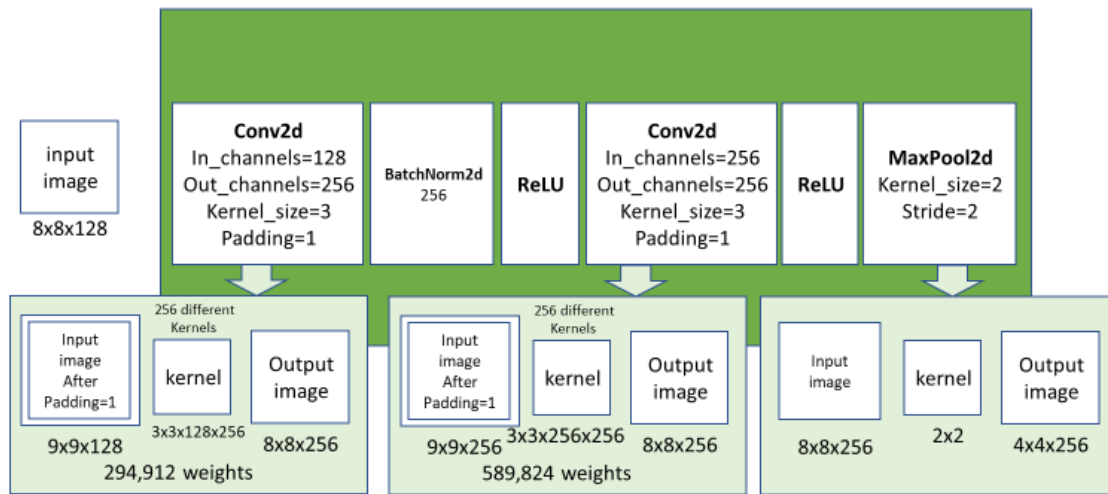 input
image
8x8x128
Conv2d
In_channels=128
Out_channels=256
Kernel_size=3
Padding=1
BatchNorm2d
256
ReLU
Conv2d
In_channels=256
Out_channels=256
Kernel_size=3
Padding=1
ReLU
MaxPool2d
Kernel_size=2
Stride=2
256 different
Kernels
Input
image
After
Padding=1
kernel
Output
image
9x9x128
3x3x128x256
8x8x256
294,912 weights
256 different
Kernels
Input
image
After
Padding=1
kernel
Output
image
9x9x256
3x3x256x256
8x8x256
589,824 weights
Input
image
kernel
Output
image
8x8x256
2x2
4x4x256